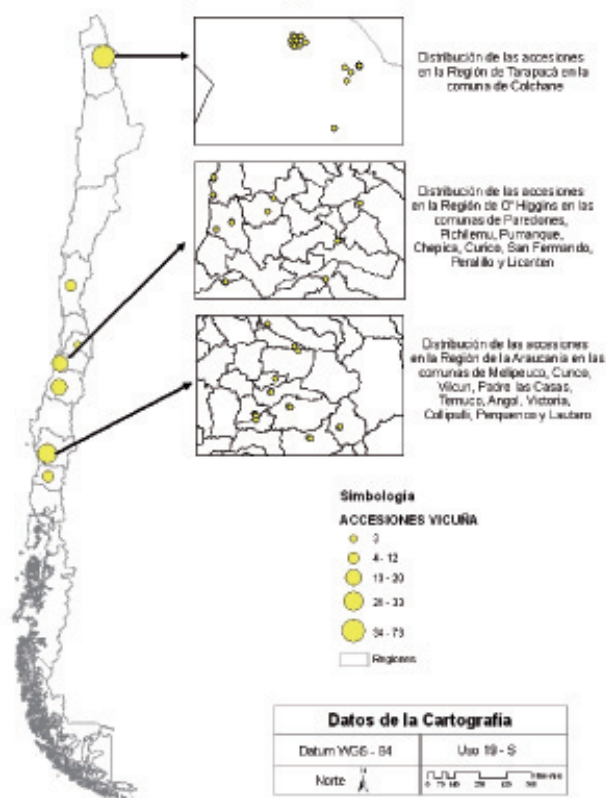 Distribución de las accesiones
en la Región de Tarapacá en la
comuna de Colchane
Distribución de las accesiones
en la Región de O' Higgins en las
comunas de Paredones,
Pichilemu, Pumanque,
Chepica, Curico, San Fernando,
Peralillo y Licanten
Distribución de las accesiones
en la Región de la Araucania en las
comunas de Melipeuco, Cunco,
Vilcun, Padre las Casas,
Temuco, Angol, Victoria,
Collipulli, Perquenco y Lautaro
Simbología
ACCESIONES VICUÑA
3
4 - 12
13 - 20
21 - 33
34 - 73
Regiones
Datos de la Cartografía
Datum WGS - 84
Uso 19 - S
Norte